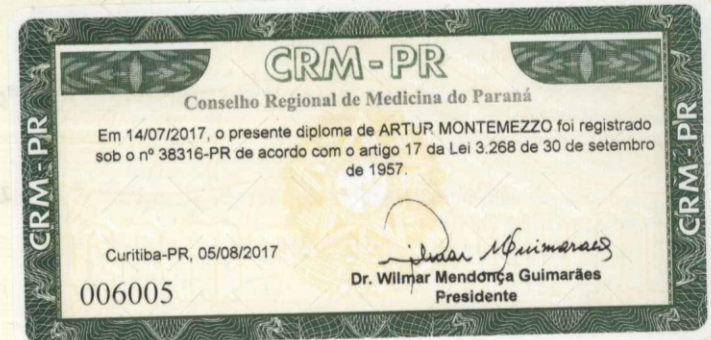 CRM-PR
Conselho Regional de Medicina do Paraná
Em 14/07/2017, o presente diploma de ARTUR MONTEMEZZO foi registrado
sob o nº 38316-PR de acordo com o artigo 17 da Lei 3.268 de 30 de setembro
de 1957.
Curitiba-PR, 05/08/2017
006005
Dr. Wilmar Mendonça Guimarães
Presidente
CRM-PR
CRM-PR